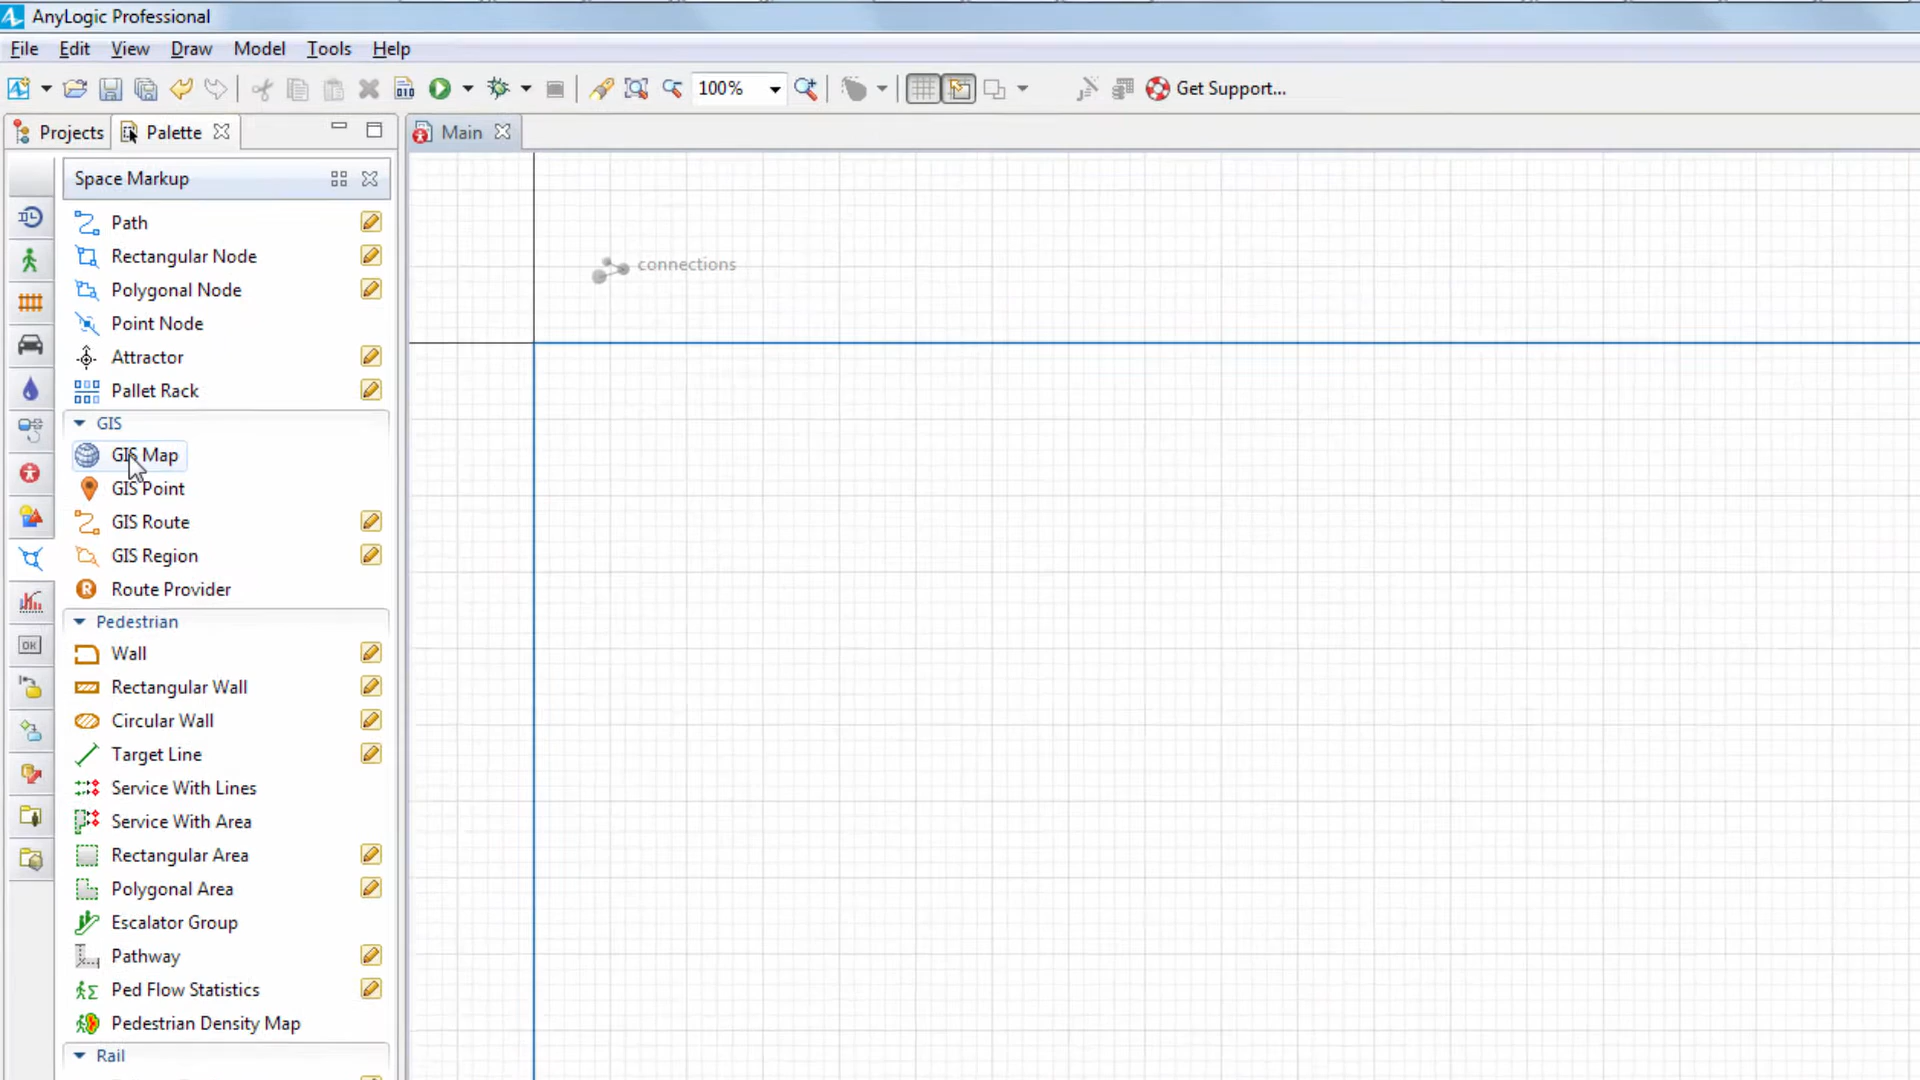 AnyLogic Professional
File Edit View Draw Model Tools Help
100% Get Support...
Projects Palette Main
Space Markup
connections
Path
Rectangular Node
Polygonal Node
Point Node
Attractor
Pallet Rack
GIS
GIS Map
GIS Point
GIS Route
GIS Region
Route Provider
Pedestrian
Wall
Rectangular Wall
Circular Wall
Target Line
Service With Lines
Service With Area
Rectangular Area
Polygonal Area
Escalator Group
Pathway
Ped Flow Statistics
Pedestrian Density Map
Rail